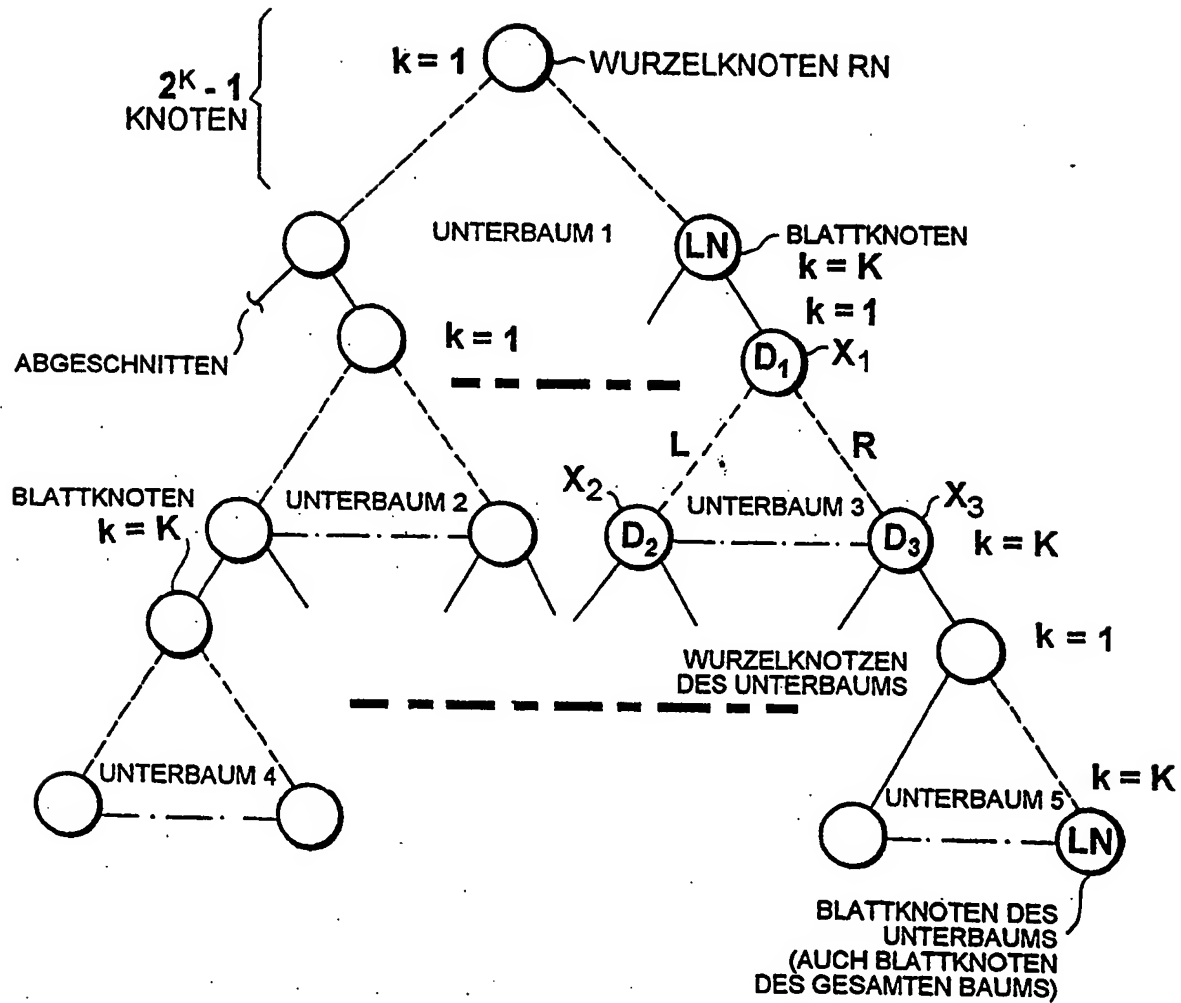 k = 1
WURZELKNOTEN RN
2ᴷ - 1
KNOTEN
UNTERBAUM 1
LN
BLATTKNOTEN
k = K
k = 1
k = 1
ABGESCHNITTEN
D₁
X₁
L
R
BLATTKNOTEN
k = K
UNTERBAUM 2
X₂
UNTERBAUM 3
X₃
D₂
D₃
k = K
WURZELKNOTZEN
DES UNTERBAUMS
k = 1
UNTERBAUM 4
k = K
UNTERBAUM 5
LN
BLATTKNOTEN DES
UNTERBAUMS
(AUCH BLATTKNOTEN
DES GESAMTEN BAUMS)